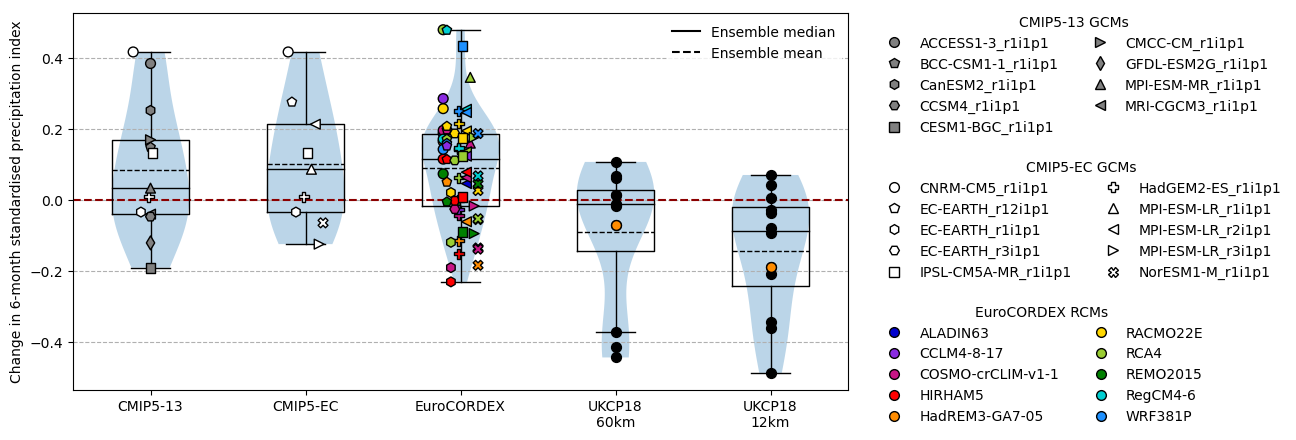 Change in 6-month standardised precipitation index
0.4
0.2
0.0
−0.2
−0.4
Ensemble median
Ensemble mean
CMIP5-13
CMIP5-EC
EuroCORDEX
UKCP18
60km
UKCP18
12km
CMIP5-13 GCMs
ACCESS1-3_r1i1p1
BCC-CSM1-1_r1i1p1
CanESM2_r1i1p1
CCSM4_r1i1p1
CESM1-BGC_r1i1p1
CMCC-CM_r1i1p1
GFDL-ESM2G_r1i1p1
MPI-ESM-MR_r1i1p1
MRI-CGCM3_r1i1p1
CMIP5-EC GCMs
CNRM-CM5_r1i1p1
EC-EARTH_r12i1p1
EC-EARTH_r1i1p1
EC-EARTH_r3i1p1
IPSL-CM5A-MR_r1i1p1
HadGEM2-ES_r1i1p1
MPI-ESM-LR_r1i1p1
MPI-ESM-LR_r2i1p1
MPI-ESM-LR_r3i1p1
NorESM1-M_r1i1p1
EuroCORDEX RCMs
ALADIN63
CCLM4-8-17
COSMO-crCLIM-v1-1
HIRHAM5
HadREM3-GA7-05
RACMO22E
RCA4
REMO2015
RegCM4-6
WRF381P